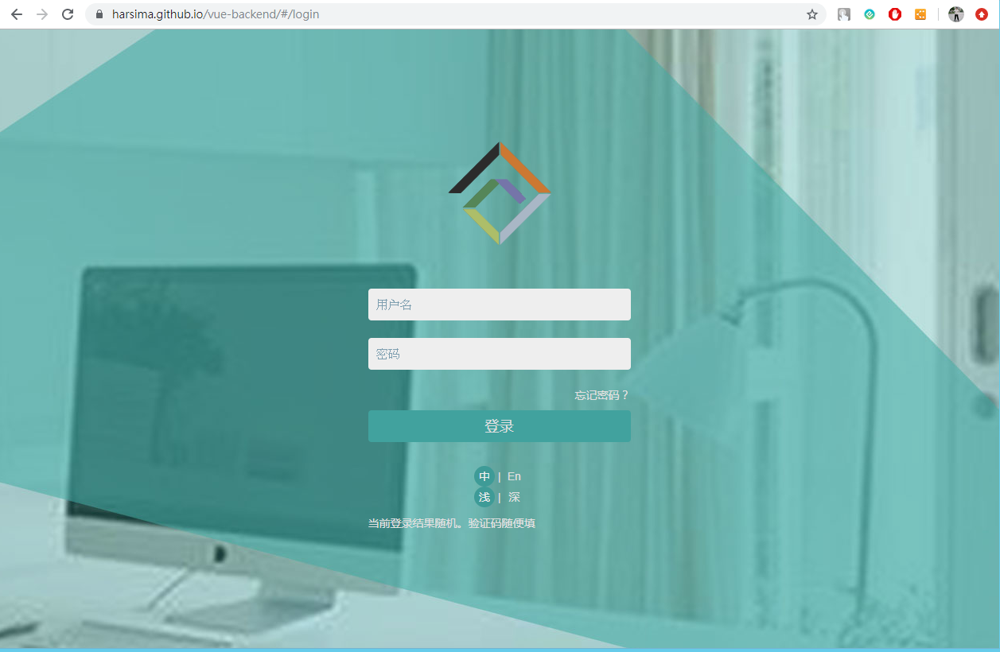 harsima.github.io/vue-backend/#/login
用户名
密码
忘记密码？
登录
中 | En
浅 | 深
当前登录结果随机。验证码随便填